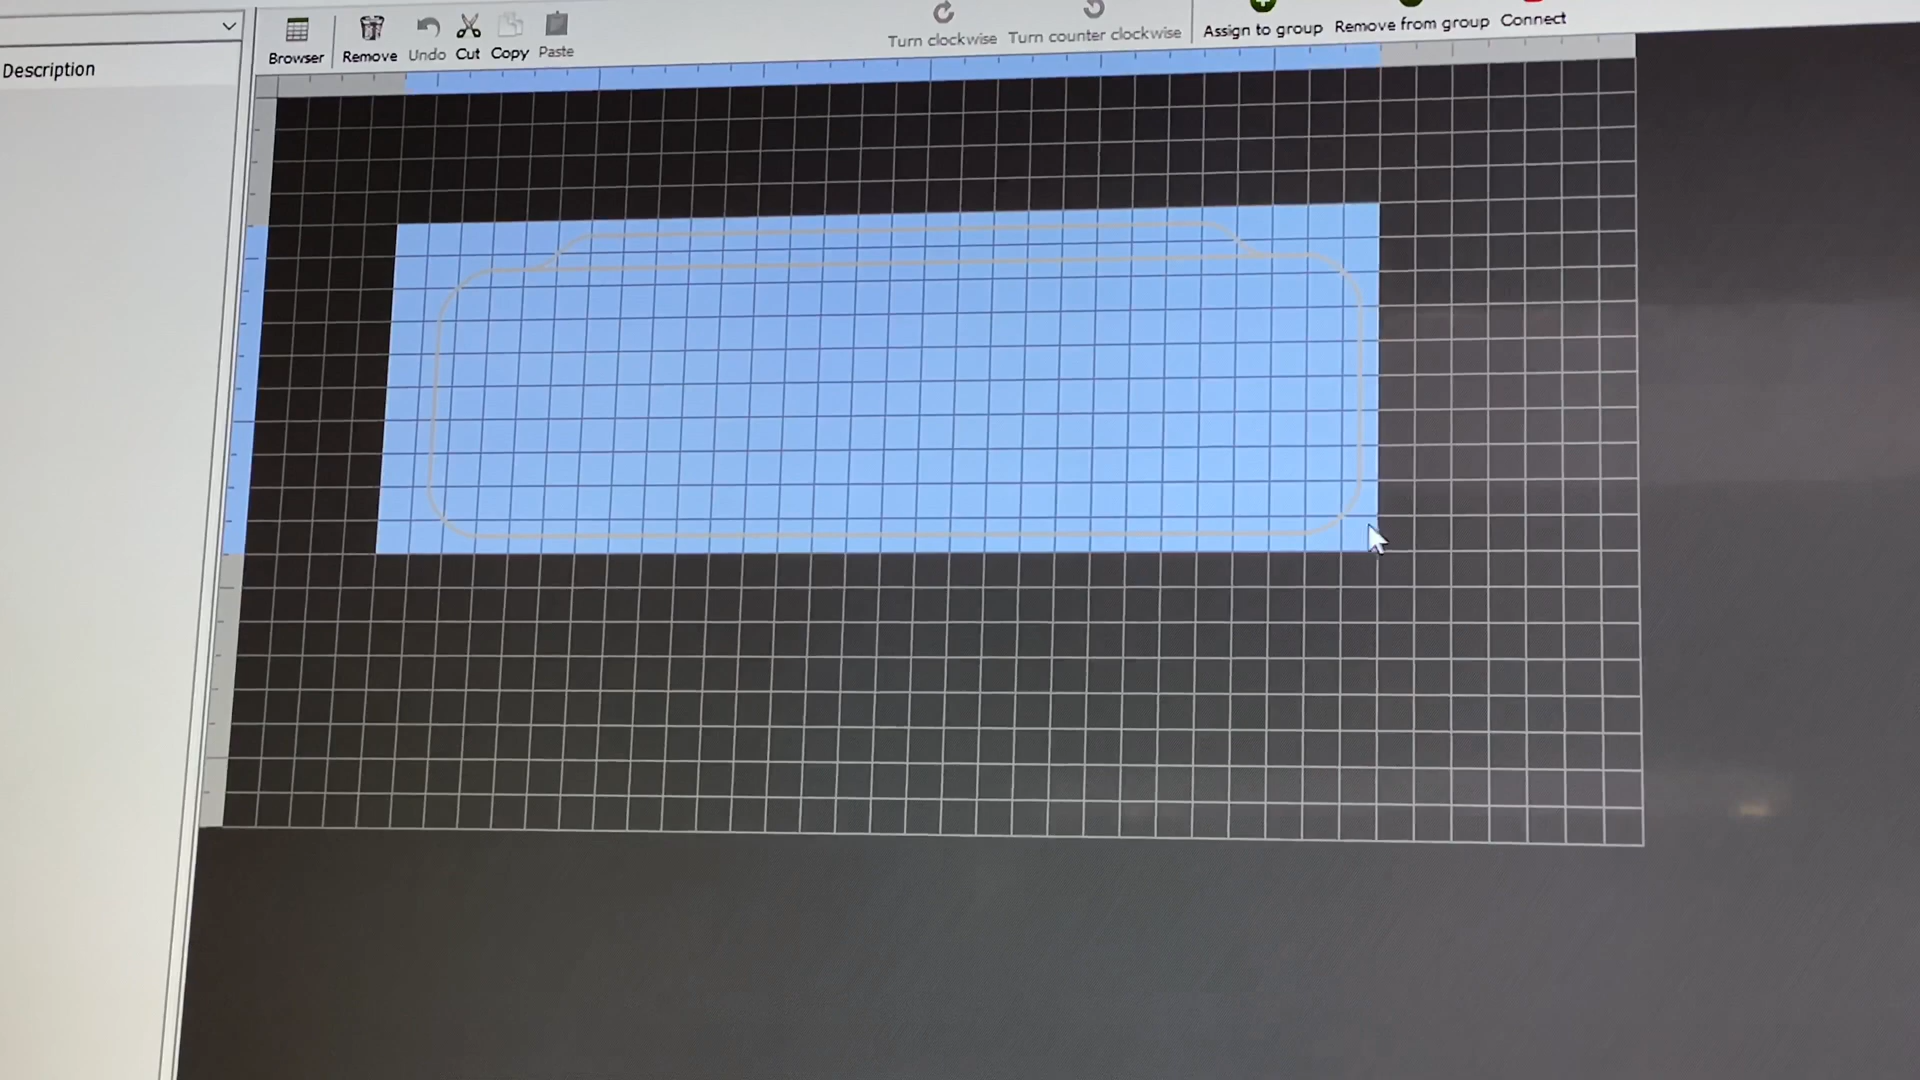 Description
Browser
Remove
Undo
Cut
Copy
Paste
Turn clockwise
Turn counter clockwise
Assign to group
Remove from group
Connect